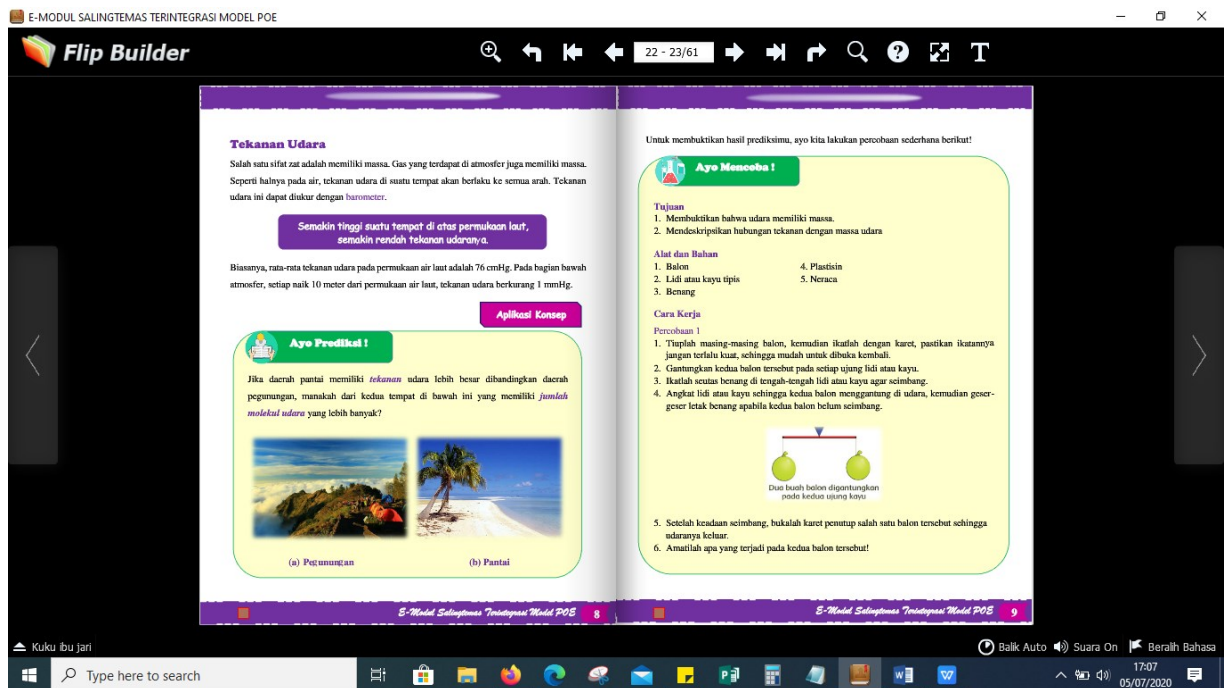 E-MODUL SALINGTEMAS TERINTEGRASI MODEL POE
Flip Builder
22 - 23/61
Tekanan Udara
Salah satu sifat zat adalah memiliki massa. Gas yang terdapat di atmosfer juga memiliki massa.
Seperti halnya pada air, tekanan udara di suatu tempat akan berlaku ke semua arah. Tekanan
udara ini dapat diukur dengan barometer.
Semakin tinggi suatu tempat di atas permukaan laut,
semakin rendah tekanan udaranya.
Biasanya, rata-rata tekanan udara pada permukaan air laut adalah 76 cmHg. Pada bagian bawah
atmosfer, setiap naik 10 meter dari permukaan air laut, tekanan udara berkurang 1 mmHg.
Aplikasi Konsep
Ayo Prediksi !
Jika daerah pantai memiliki tekanan udara lebih besar dibandingkan daerah
pegunungan, manakah dari kedua tempat di bawah ini yang memiliki jumlah
molekul udara yang lebih banyak?
(a) Pegunungan
(b) Pantai
E-Modul Salingtemas Terintegrasi Model POE 8
Untuk membuktikan hasil prediksimu, ayo kita lakukan percobaan sederhana berikut!
Ayo Mencoba !
Tujuan
1. Membuktikan bahwa udara memiliki massa.
2. Mendeskripsikan hubungan tekanan dengan massa udara
Alat dan Bahan
1. Balon
2. Lidi atau kayu tipis
3. Benang
4. Plastisin
5. Neraca
Cara Kerja
Percobaan 1
1. Tiuplah masing-masing balon, kemudian ikatlah dengan karet, pastikan ikatannya
jangan terlalu kuat, sehingga mudah untuk dibuka kembali.
2. Gantungkan kedua balon tersebut pada setiap ujung lidi atau kayu.
3. Ikatlah seutas benang di tengah-tengah lidi atau kayu agar seimbang.
4. Angkat lidi atau kayu sehingga kedua balon menggantung di udara, kemudian geser-
geser letak benang apabila kedua balon belum seimbang.
Dua buah balon digantungkan
pada kedua ujung kayu
5. Setelah keadaan seimbang, bukalah karet penutup salah satu balon tersebut sehingga
udaranya keluar.
6. Amatilah apa yang terjadi pada kedua balon tersebut!
E-Modul Salingtemas Terintegrasi Model POE 9
Kuku ibu jari
Balik Auto
Suara On
Beralih Bahasa
Type here to search
17:07
05/07/2020